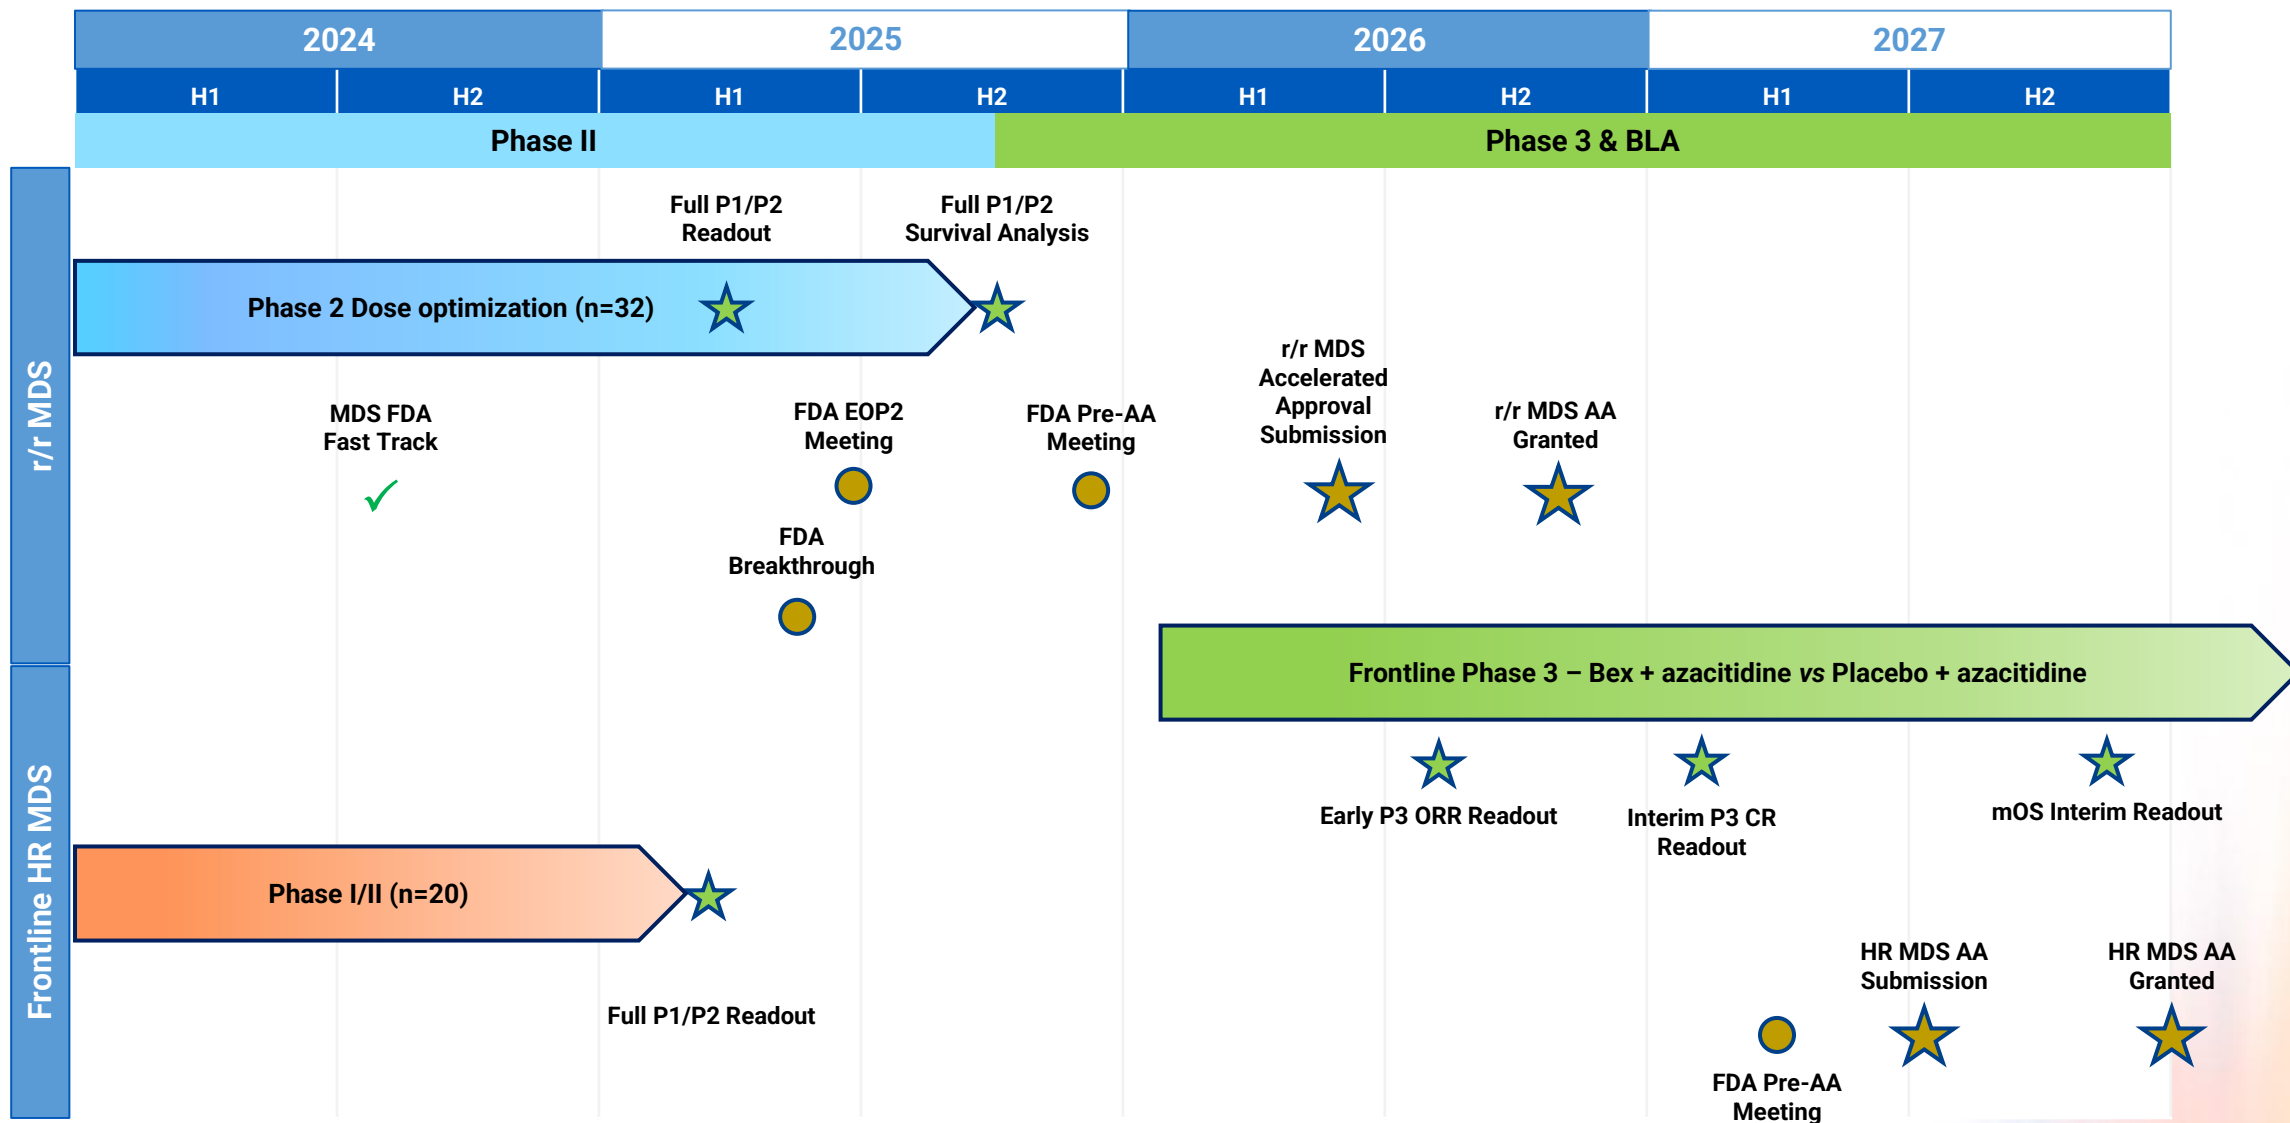 2024
2025
2026
2027
H1
H2
H1
H2
H1
H2
H1
H2
Phase II
Phase 3 & BLA
r/r MDS
Full P1/P2
Readout
Full P1/P2
Survival Analysis
Phase 2 Dose optimization (n=32)
MDS FDA
Fast Track
FDA EOP2
Meeting
FDA Pre-AA
Meeting
r/r MDS
Accelerated
Approval
Submission
r/r MDS AA
Granted
FDA
Breakthrough
Frontline HR MDS
Frontline Phase 3 – Bex + azacitidine vs Placebo + azacitidine
Early P3 ORR Readout
Interim P3 CR
Readout
mOS Interim Readout
Phase I/II (n=20)
Full P1/P2 Readout
HR MDS AA
Submission
HR MDS AA
Granted
FDA Pre-AA
Meeting